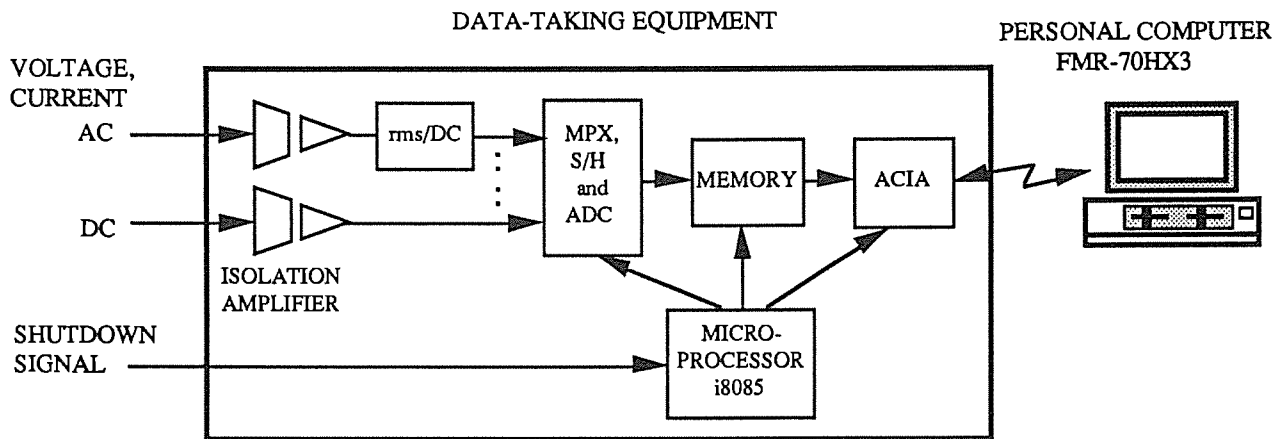 DATA-TAKING EQUIPMENT
PERSONAL COMPUTER
FMR-70HX3
VOLTAGE,
CURRENT
AC
DC
rms/DC
MPX,
S/H
and
ADC
MEMORY
ACIA
ISOLATION
AMPLIFIER
SHUTDOWN
SIGNAL
MICRO-
PROCESSOR
i8085